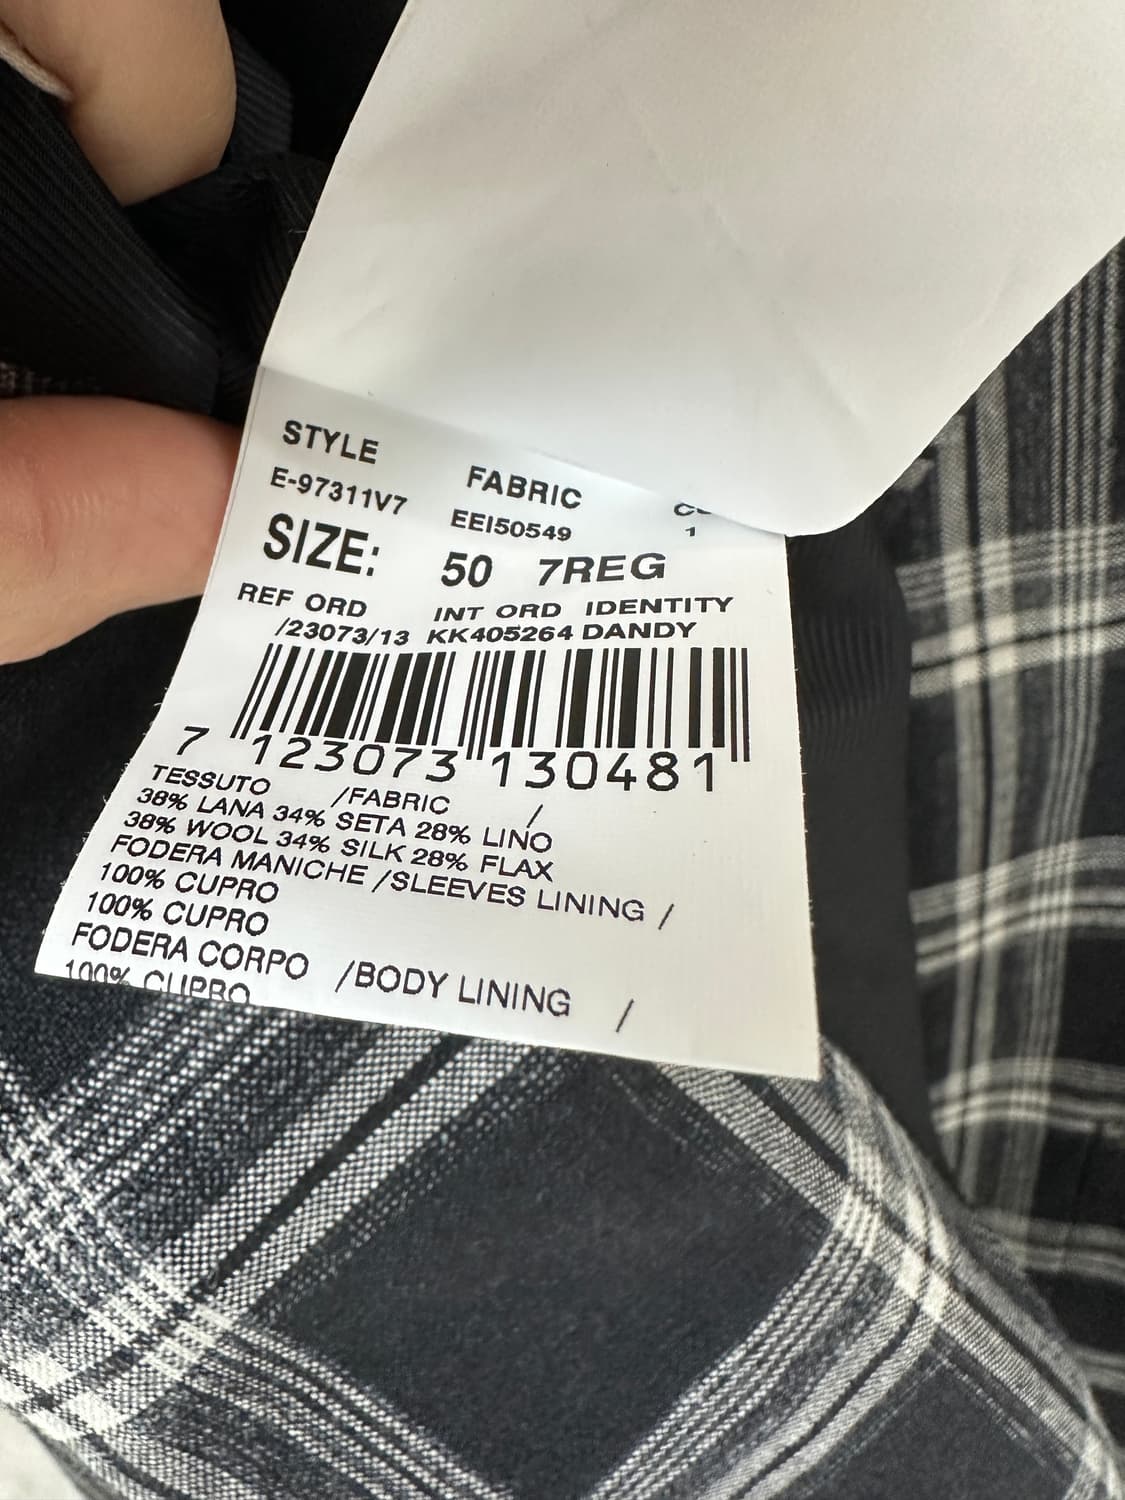 STYLE FABRIC
E-97311V7 EEI50549 1
SIZE: 50 7REG
REF ORD INT ORD IDENTITY
/23073/13 KK405264 DANDY
7 123073 130481
TESSUTO /FABRIC /
38% LANA 34% SETA 28% LINO
38% WOOL 34% SILK 28% FLAX
FODERA MANICHE /SLEEVES LINING /
100% CUPRO
100% CUPRO
FODERA CORPO /BODY LINING /
100% CUPRO